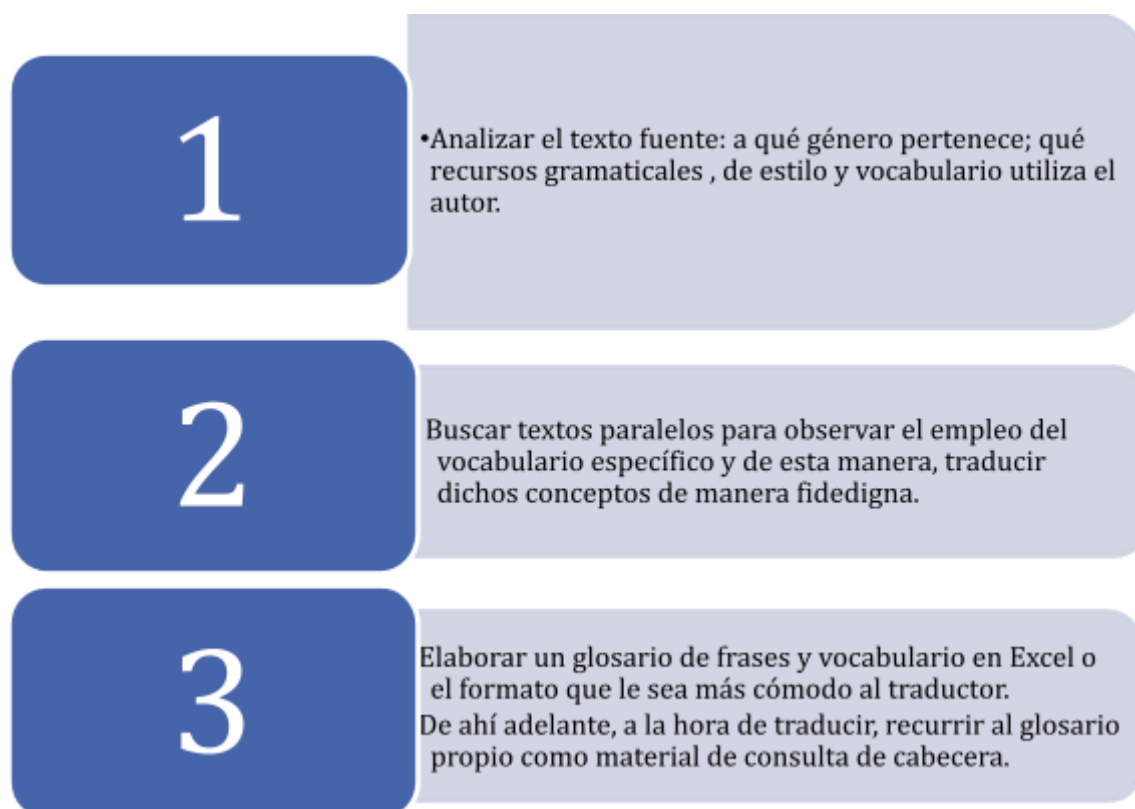 1
•Analizar el texto fuente: a qué género pertenece; qué
recursos gramaticales , de estilo y vocabulario utiliza el
autor.
2
Buscar textos paralelos para observar el empleo del
vocabulario específico y de esta manera, traducir
dichos conceptos de manera fidedigna.
3
Elaborar un glosario de frases y vocabulario en Excel o
el formato que le sea más cómodo al traductor.
De ahí adelante, a la hora de traducir, recurrir al glosario
propio como material de consulta de cabecera.